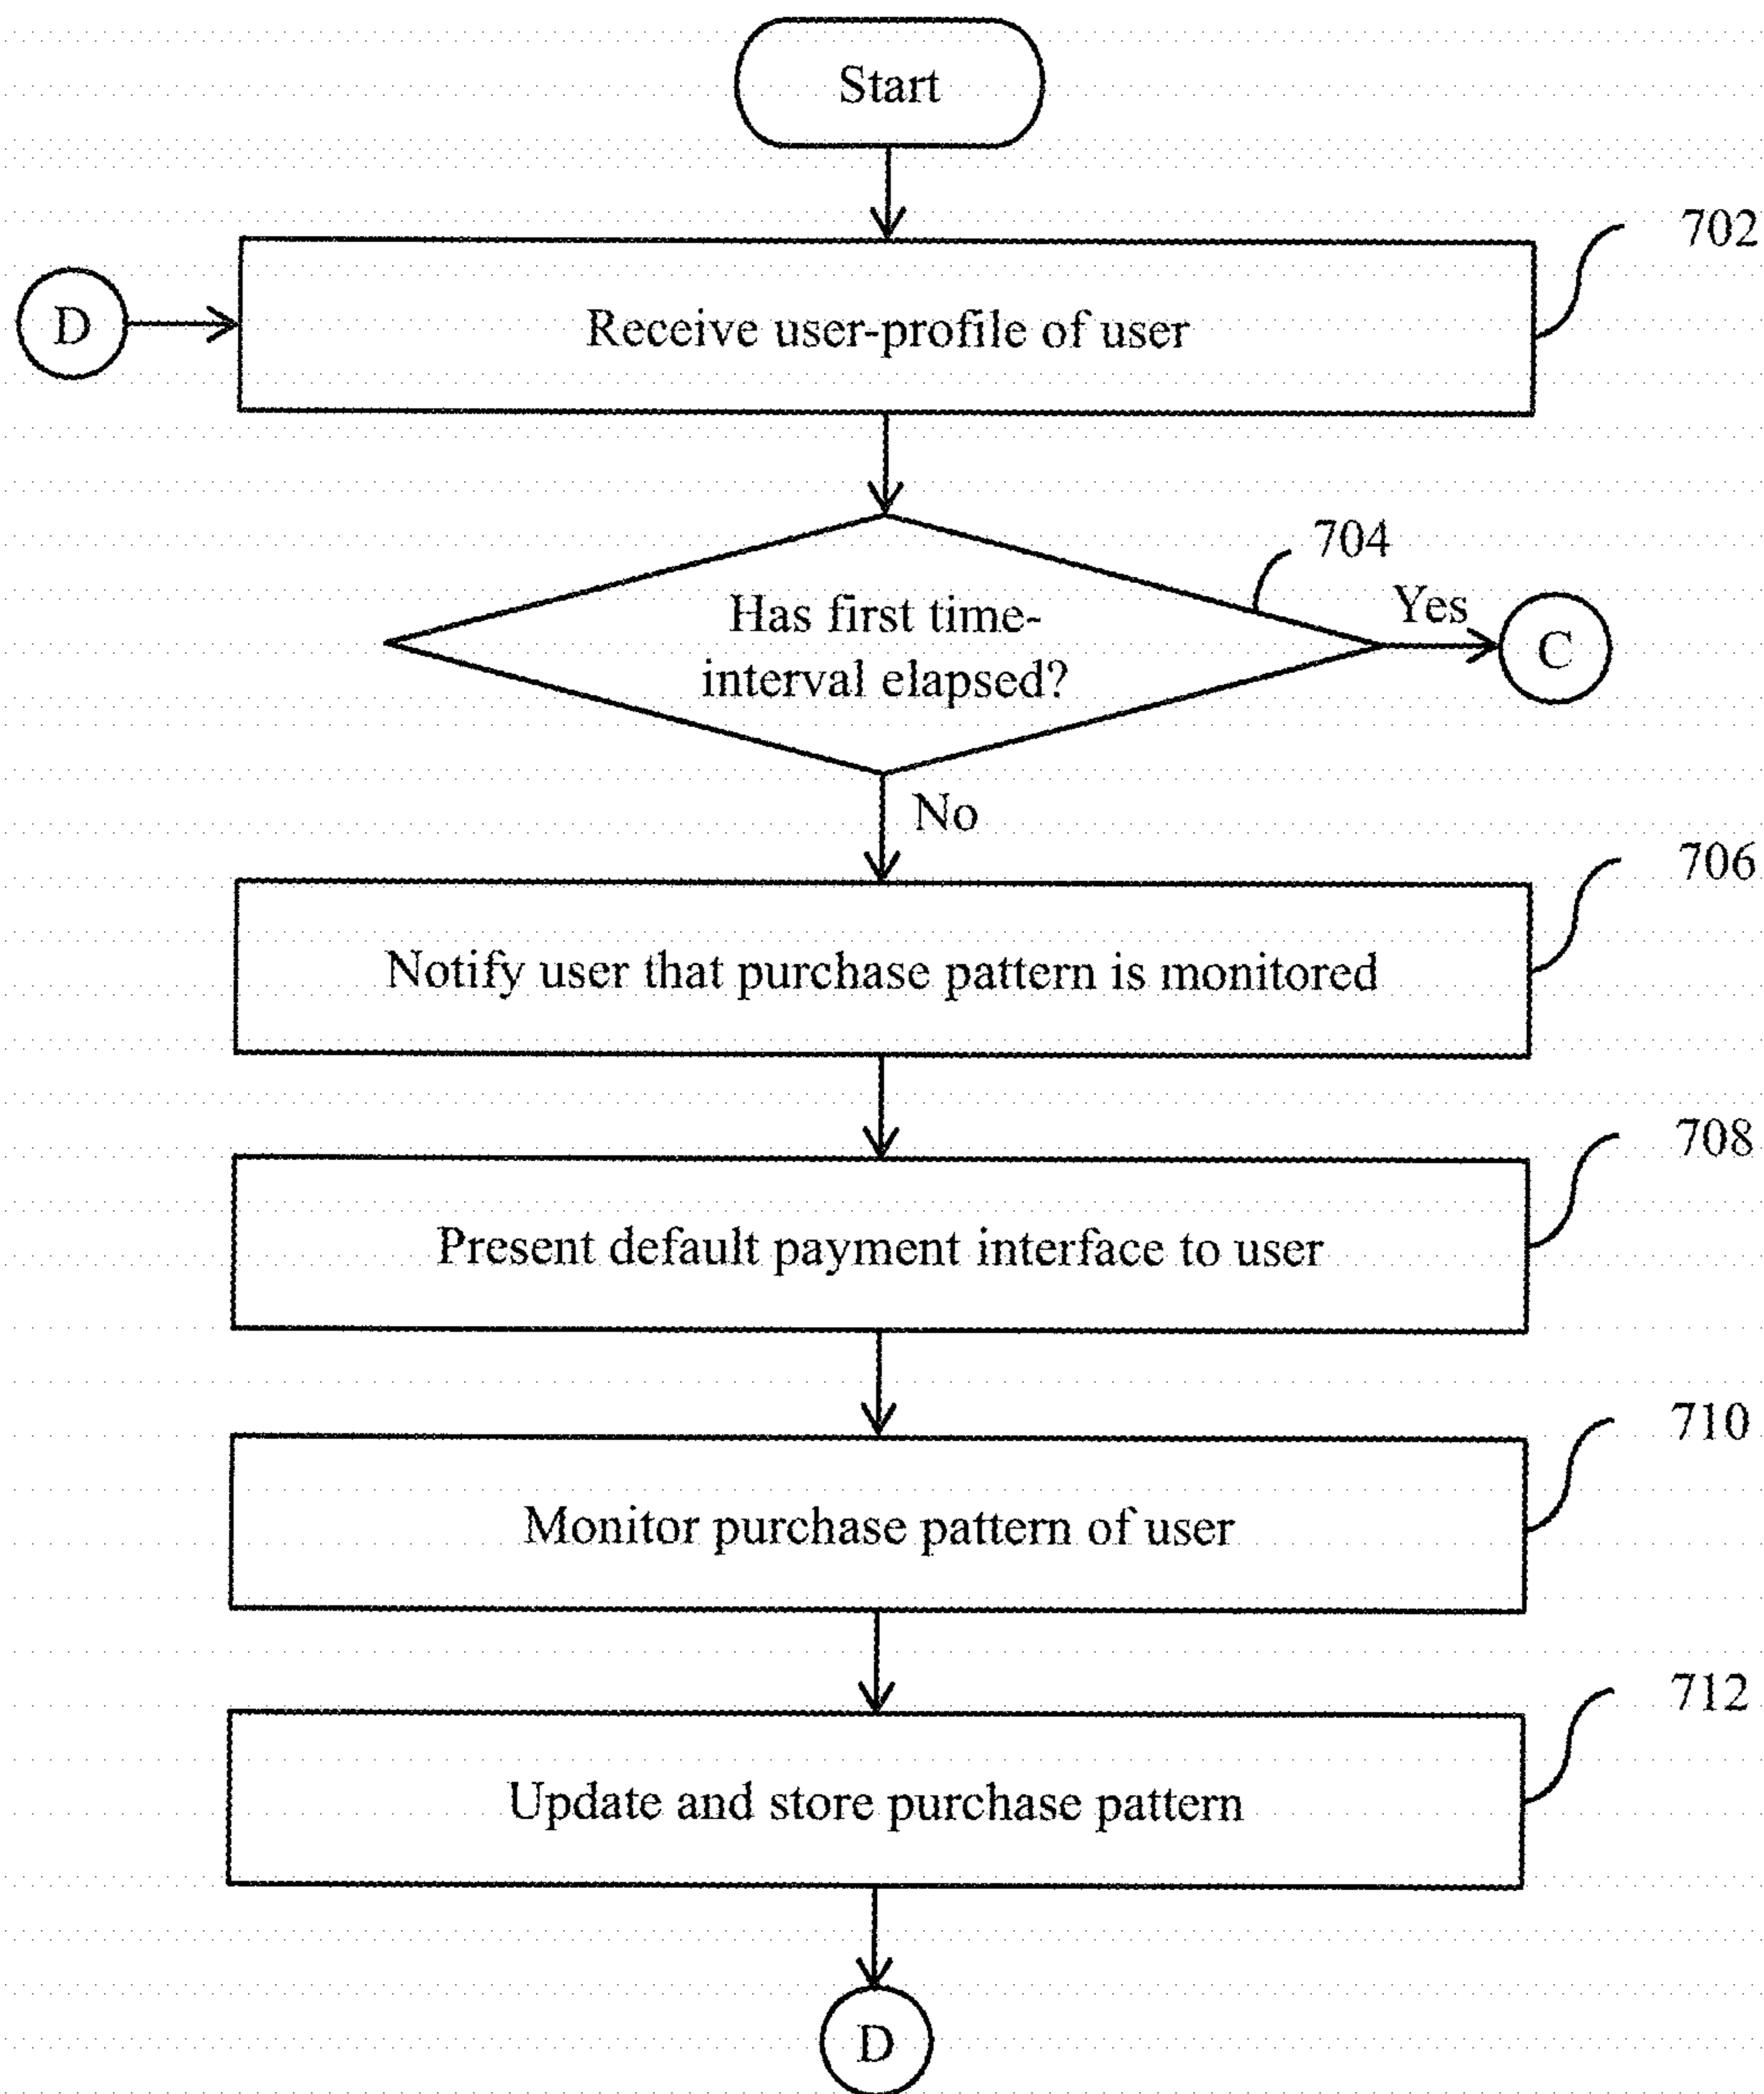 Start
702
D
Receive user-profile of user
704
Has first time-
interval elapsed?
Yes
C
No
706
Notify user that purchase pattern is monitored
708
Present default payment interface to user
710
Monitor purchase pattern of user
712
Update and store purchase pattern
D